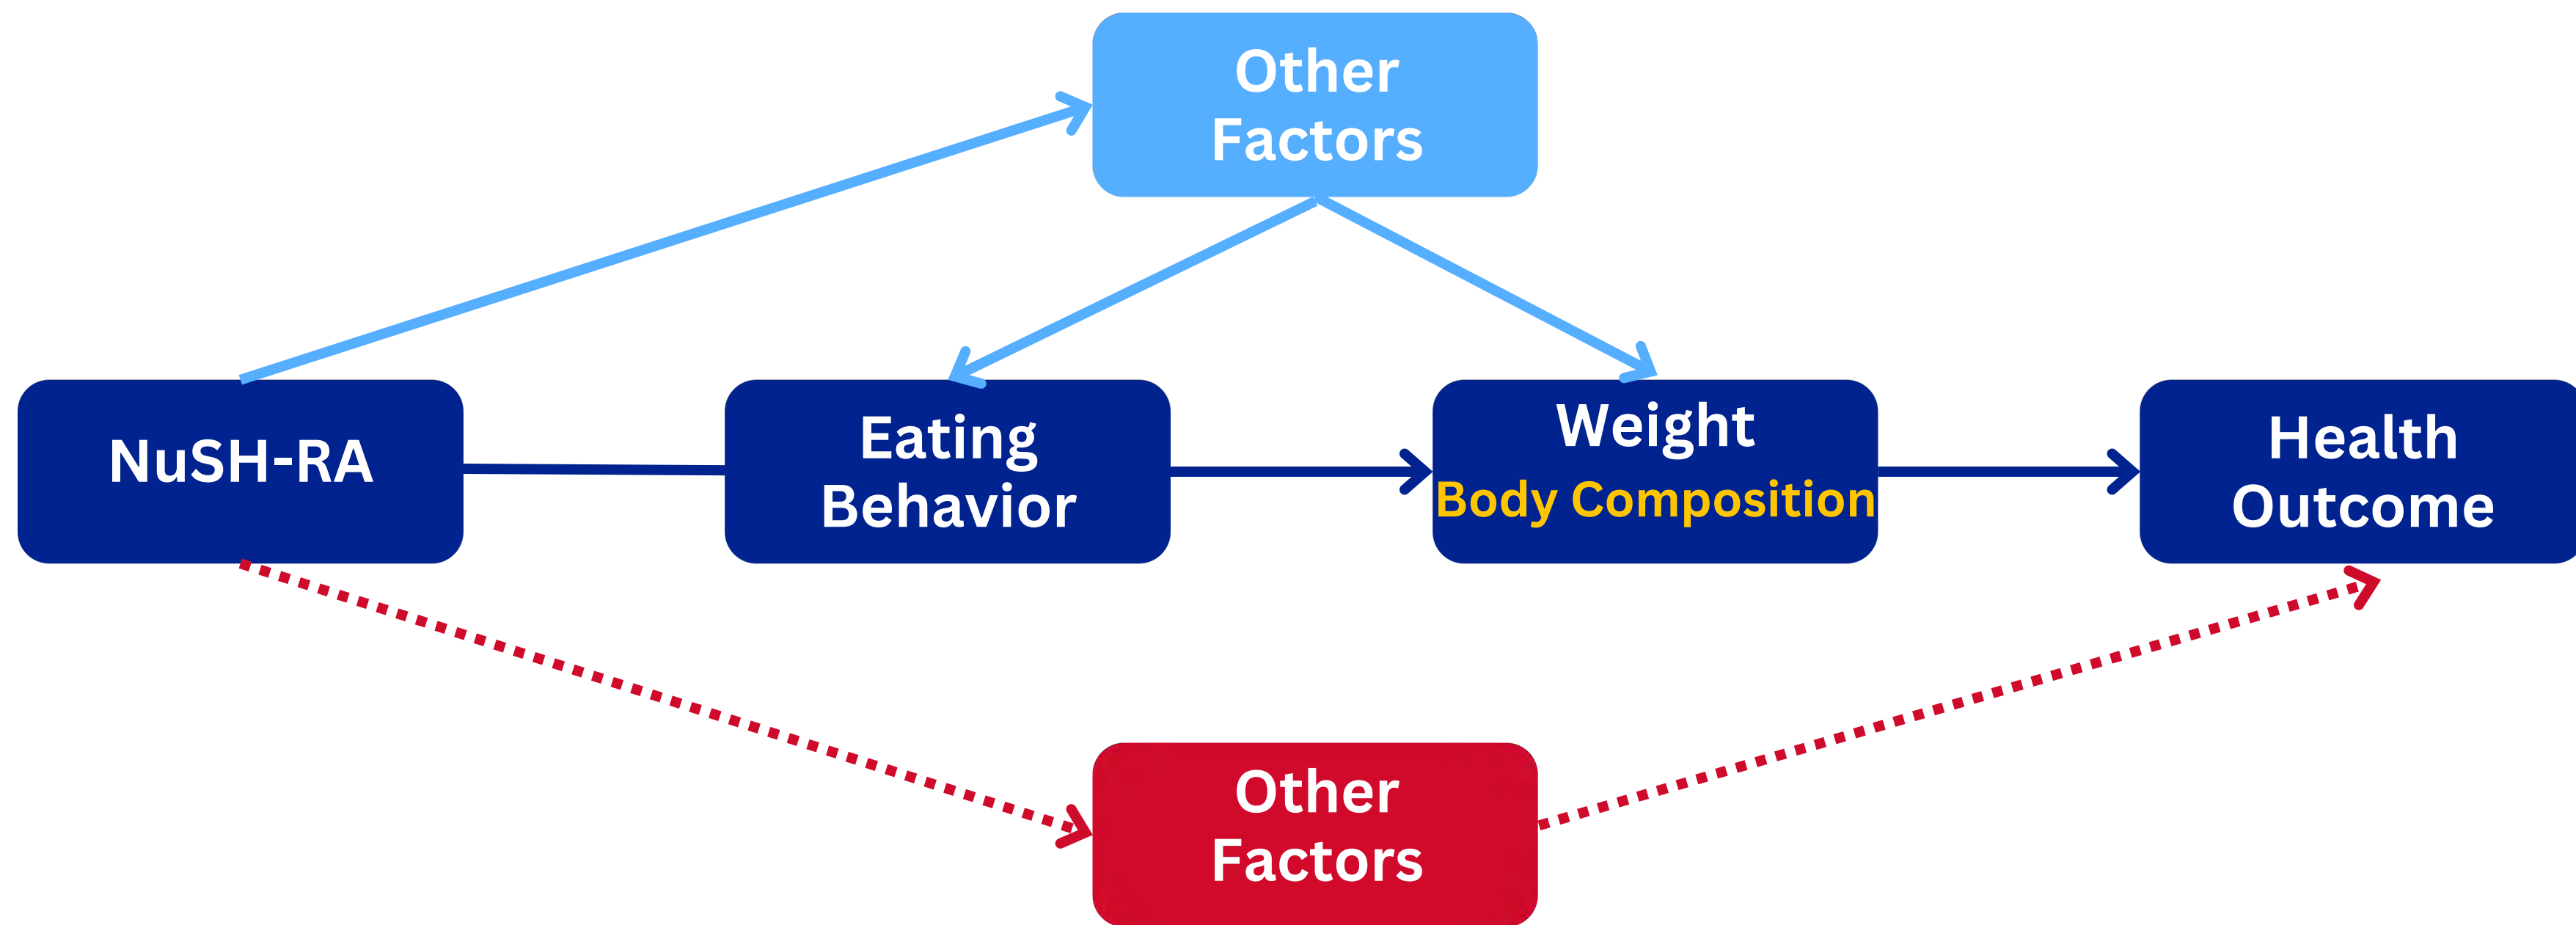 Other
Factors
NuSH-RA
Eating
Behavior
Weight
Body Composition
Health
Outcome
Other
Factors